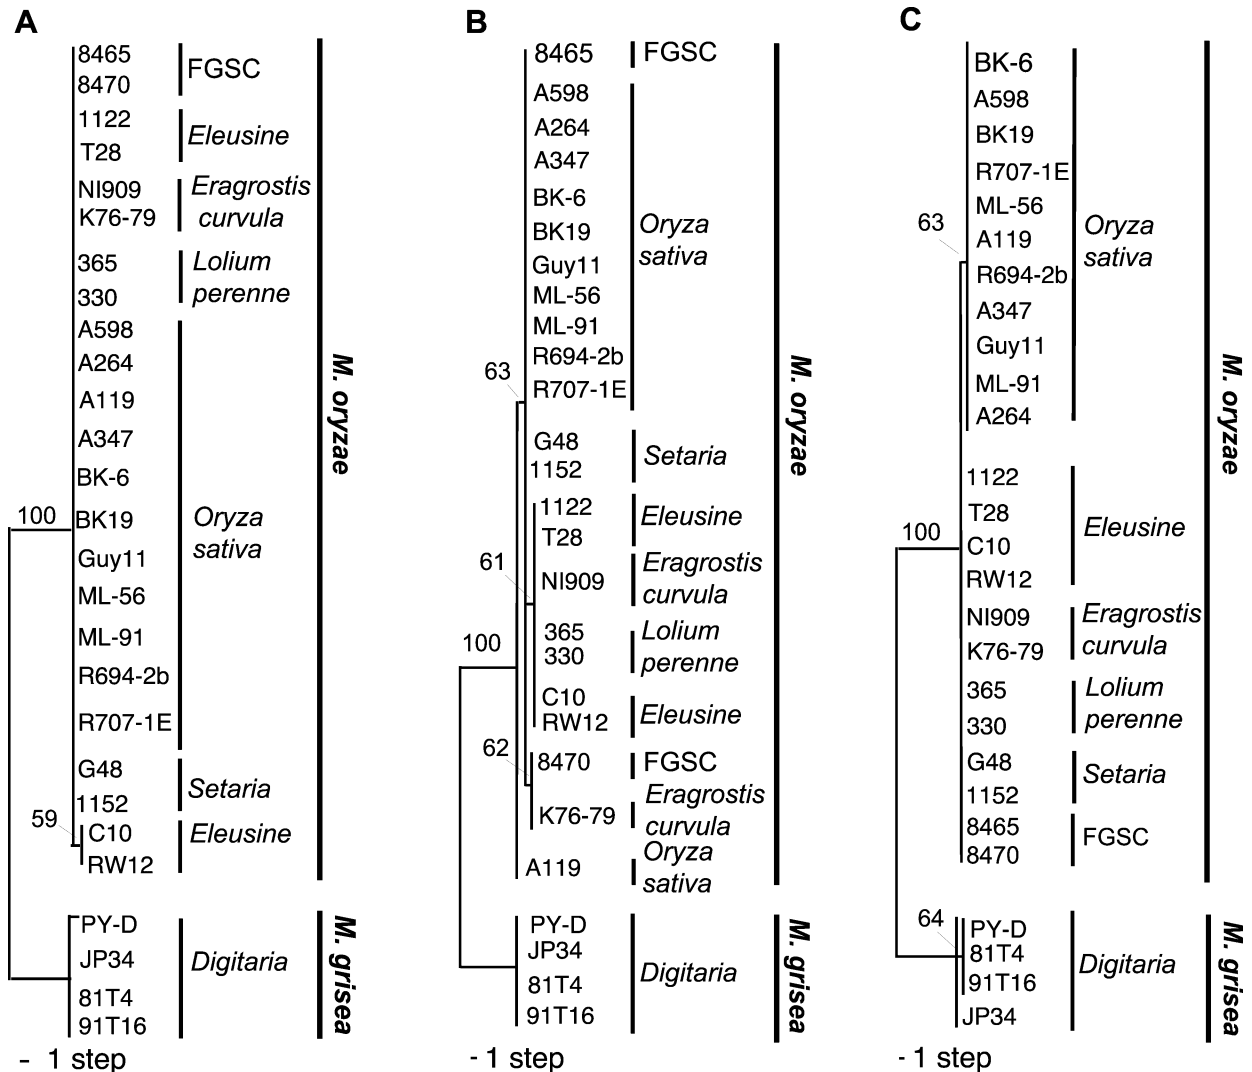 A
8465
8470
FGSC
1122
T28
Eleusine
NI909
K76-79
Eragrostis
curvula
365
330
Lolium
perenne
A598
A264
A119
A347
BK-6
BK19
Guy11
ML-56
ML-91
R694-2b
R707-1E
Oryza
sativa
G48
1152
Setaria
C10
RW12
Eleusine
100
59
M. oryzae
PY-D
JP34
81T4
91T16
Digitaria
M. grisea
1 step
B
8465
FGSC
A598
A264
A347
BK-6
BK19
Guy11
ML-56
ML-91
R694-2b
R707-1E
Oryza
sativa
G48
1152
Setaria
1122
T28
Eleusine
NI909
Eragrostis
curvula
365
330
Lolium
perenne
C10
RW12
Eleusine
8470
FGSC
K76-79
Eragrostis
curvula
A119
Oryza
sativa
63
61
100
62
M. oryzae
PY-D
JP34
81T4
91T16
Digitaria
M. grisea
- 1 step
C
BK-6
A598
BK19
R707-1E
ML-56
A119
R694-2b
A347
Guy11
ML-91
A264
Oryza
sativa
1122
T28
C10
RW12
Eleusine
NI909
K76-79
Eragrostis
curvula
365
330
Lolium
perenne
G48
1152
Setaria
8465
8470
FGSC
63
100
64
M. oryzae
PY-D
81T4
91T16
JP34
Digitaria
M. grisea
- 1 step